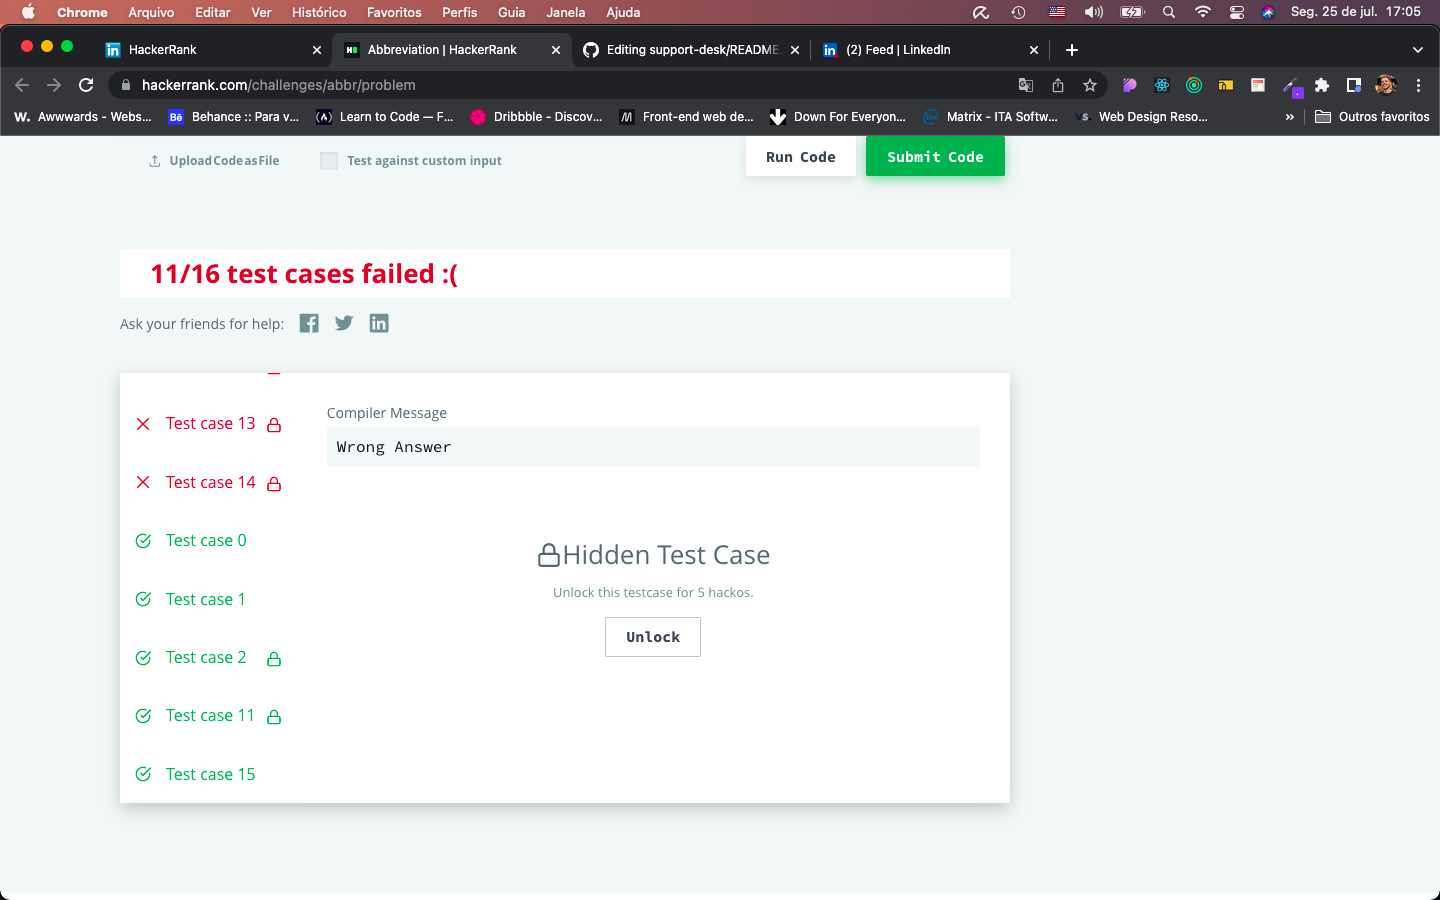 Chrome Arquivo Editar Ver Histórico Favoritos Perfis Guia Janela Ajuda Seg. 25 de jul. 17:05
HackerRank Abbreviation | HackerRank Editing support-desk/README. (2) Feed | LinkedIn
hackerrank.com/challenges/abbr/problem
Awwwards - Webs... Behance :: Para v... Learn to Code — F... Dribbble - Discov... Front-end web de... Down For Everyon... Matrix - ITA Softw... Web Design Reso... » Outros favoritos
Upload Code as File Test against custom input Run Code Submit Code
11/16 test cases failed :(
Ask your friends for help:
Test case 13
Test case 14
Test case 0
Test case 1
Test case 2
Test case 11
Test case 15
Compiler Message
Wrong Answer
Hidden Test Case
Unlock this testcase for 5 hackos.
Unlock